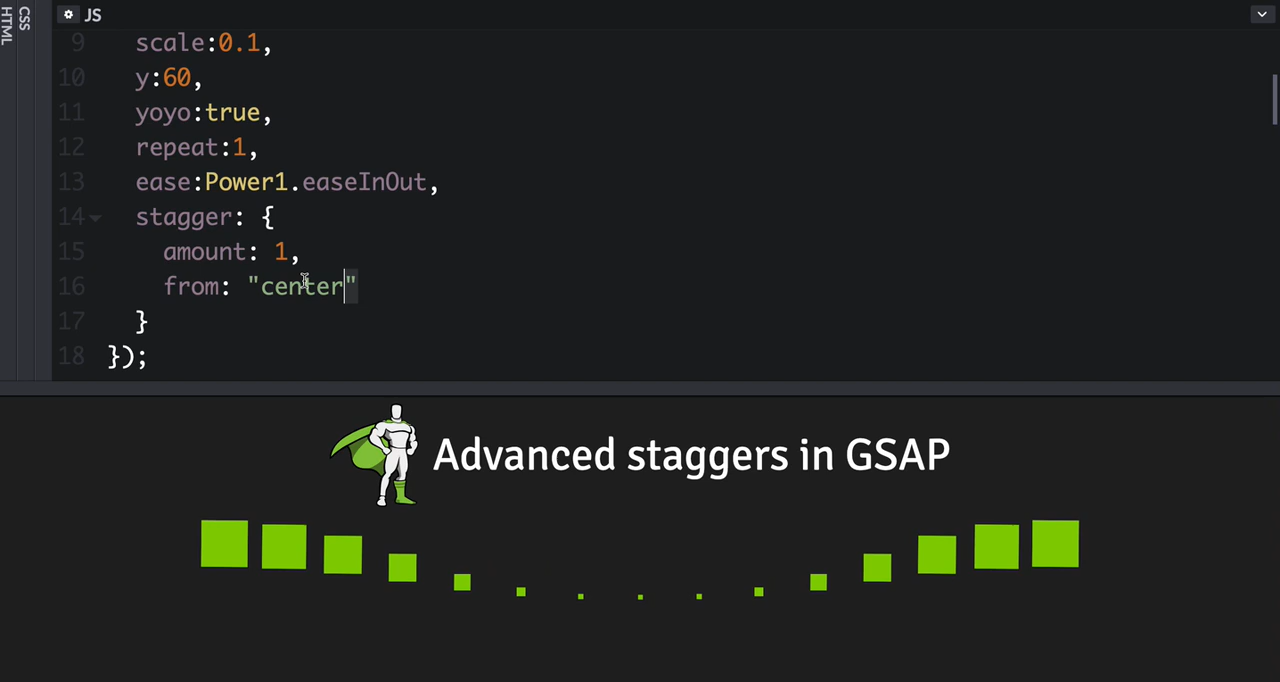 HTML
CSS
JS
9 scale:0.1,
10 y:60,
11 yoyo:true,
12 repeat:1,
13 ease:Power1.easeInOut,
14 stagger: {
15 amount: 1,
16 from: "center"
17 }
18 });
Advanced staggers in GSAP